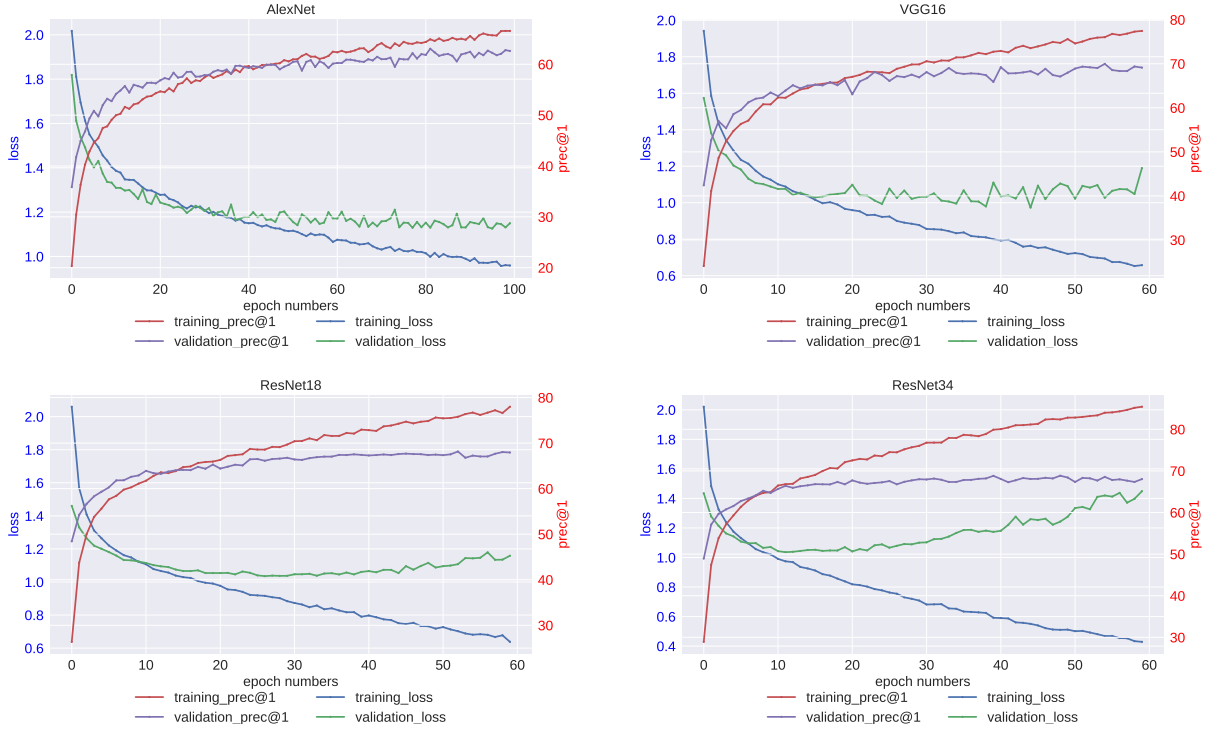 AlexNet
2.0
1.8
1.6
1.4
1.2
1.0
loss
60
50
40
30
20
prec@1
0 20 40 60 80 100
epoch numbers
training_prec@1 training_loss
validation_prec@1 validation_loss
VGG16
2.0
1.8
1.6
1.4
1.2
1.0
0.8
0.6
loss
80
70
60
50
40
30
prec@1
0 10 20 30 40 50 60
epoch numbers
training_prec@1 training_loss
validation_prec@1 validation_loss
ResNet18
2.0
1.8
1.6
1.4
1.2
1.0
0.8
0.6
loss
80
70
60
50
40
30
prec@1
0 10 20 30 40 50 60
epoch numbers
training_prec@1 training_loss
validation_prec@1 validation_loss
ResNet34
2.0
1.8
1.6
1.4
1.2
1.0
0.8
0.6
0.4
loss
80
70
60
50
40
30
prec@1
0 10 20 30 40 50 60
epoch numbers
training_prec@1 training_loss
validation_prec@1 validation_loss